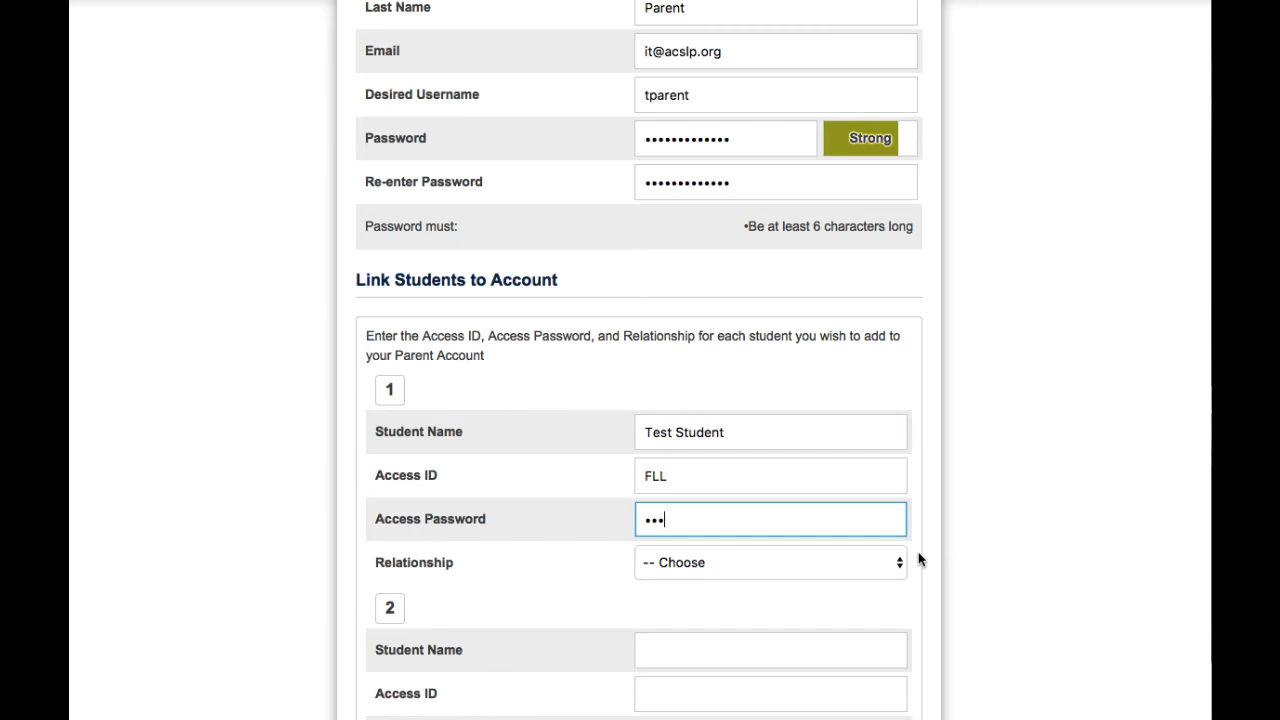 Last Name Parent
Email it@acslp.org
Desired Username tparent
Password ••••••••••••• Strong
Re-enter Password •••••••••••••
Password must: •Be at least 6 characters long
Link Students to Account
Enter the Access ID, Access Password, and Relationship for each student you wish to add to
your Parent Account
1
Student Name Test Student
Access ID FLL
Access Password •••
Relationship -- Choose
2
Student Name
Access ID